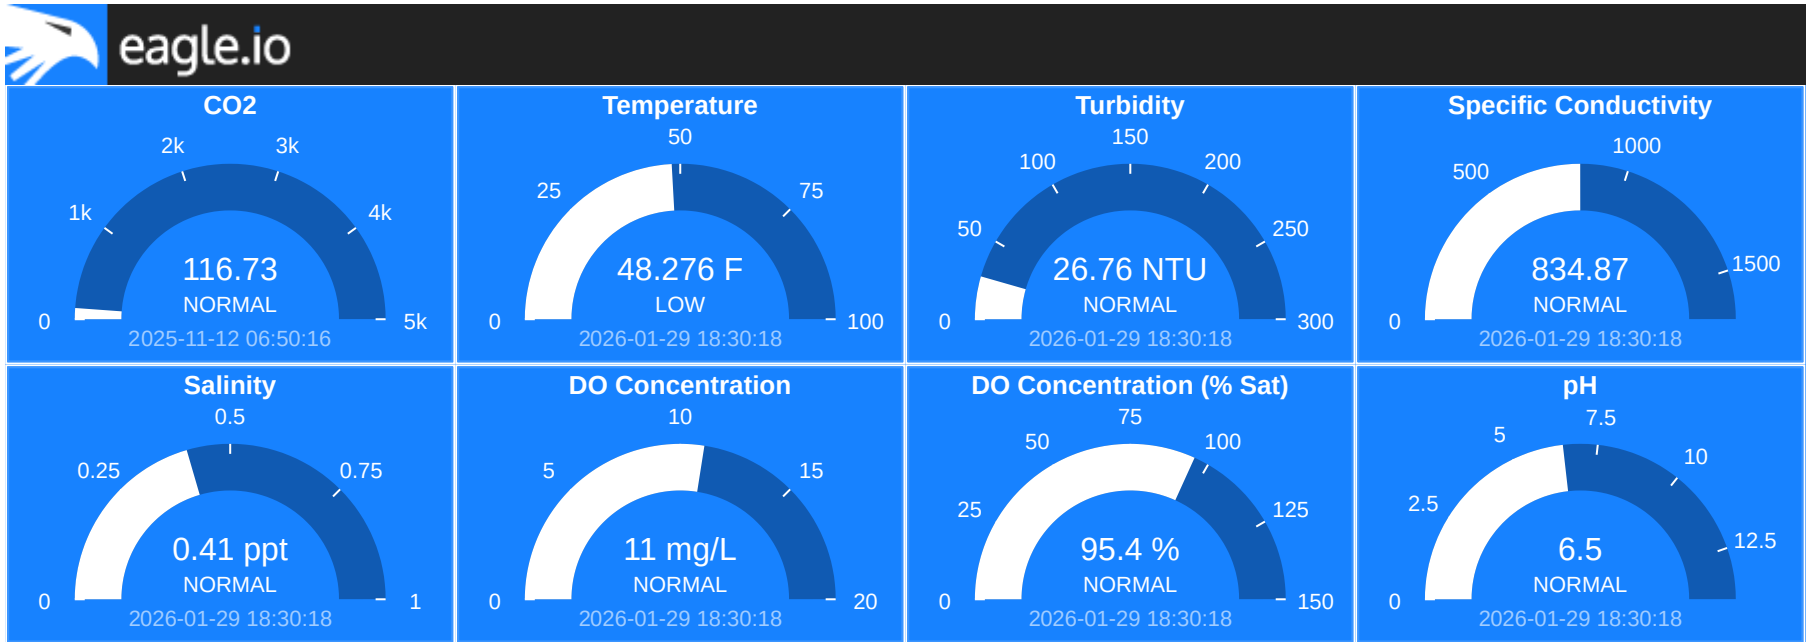 eagle.io
CO2
0
1k
2k
3k
4k
5k
116.73
NORMAL
2025-11-12 06:50:16
Temperature
0
25
50
75
100
48.276 F
LOW
2026-01-29 18:30:18
Turbidity
0
50
100
150
200
250
300
26.76 NTU
NORMAL
2026-01-29 18:30:18
Specific Conductivity
0
500
1000
1500
834.87
NORMAL
2026-01-29 18:30:18
Salinity
0
0.25
0.5
0.75
1
0.41 ppt
NORMAL
2026-01-29 18:30:18
DO Concentration
0
5
10
15
20
11 mg/L
NORMAL
2026-01-29 18:30:18
DO Concentration (% Sat)
0
25
50
75
100
125
150
95.4 %
NORMAL
2026-01-29 18:30:18
pH
0
2.5
5
7.5
10
12.5
6.5
NORMAL
2026-01-29 18:30:18